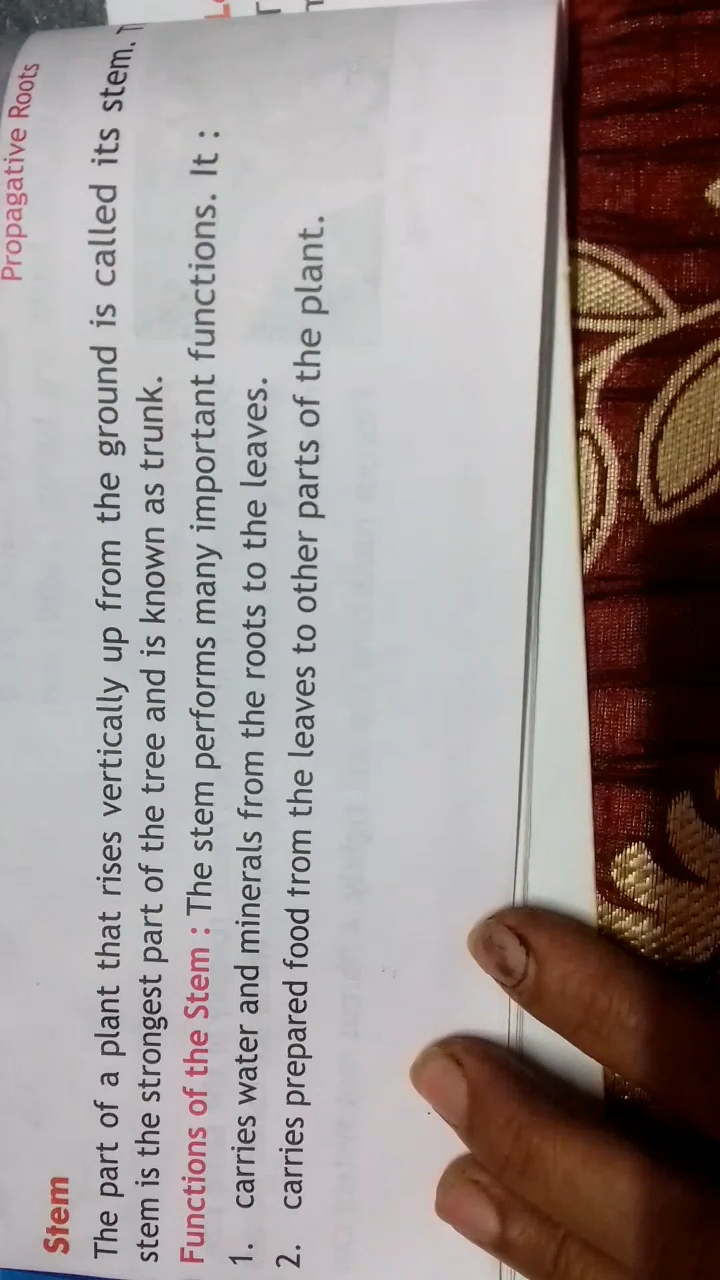 Propagative Roots
Stem
The part of a plant that rises vertically up from the ground is called its stem.
stem is the strongest part of the tree and is known as trunk.
Functions of the Stem : The stem performs many important functions. It :
1. carries water and minerals from the roots to the leaves.
2. carries prepared food from the leaves to other parts of the plant.